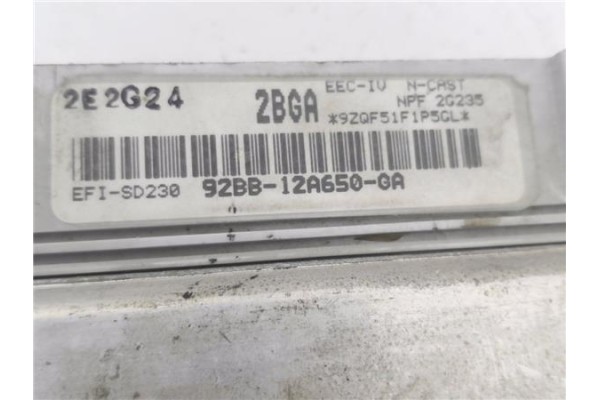 2E2G24 2BGA EEC-IV N-CAST
NPF 2G235
*9ZQF51F1P5GL*
EFI-SD230 92BB-12A650-GA